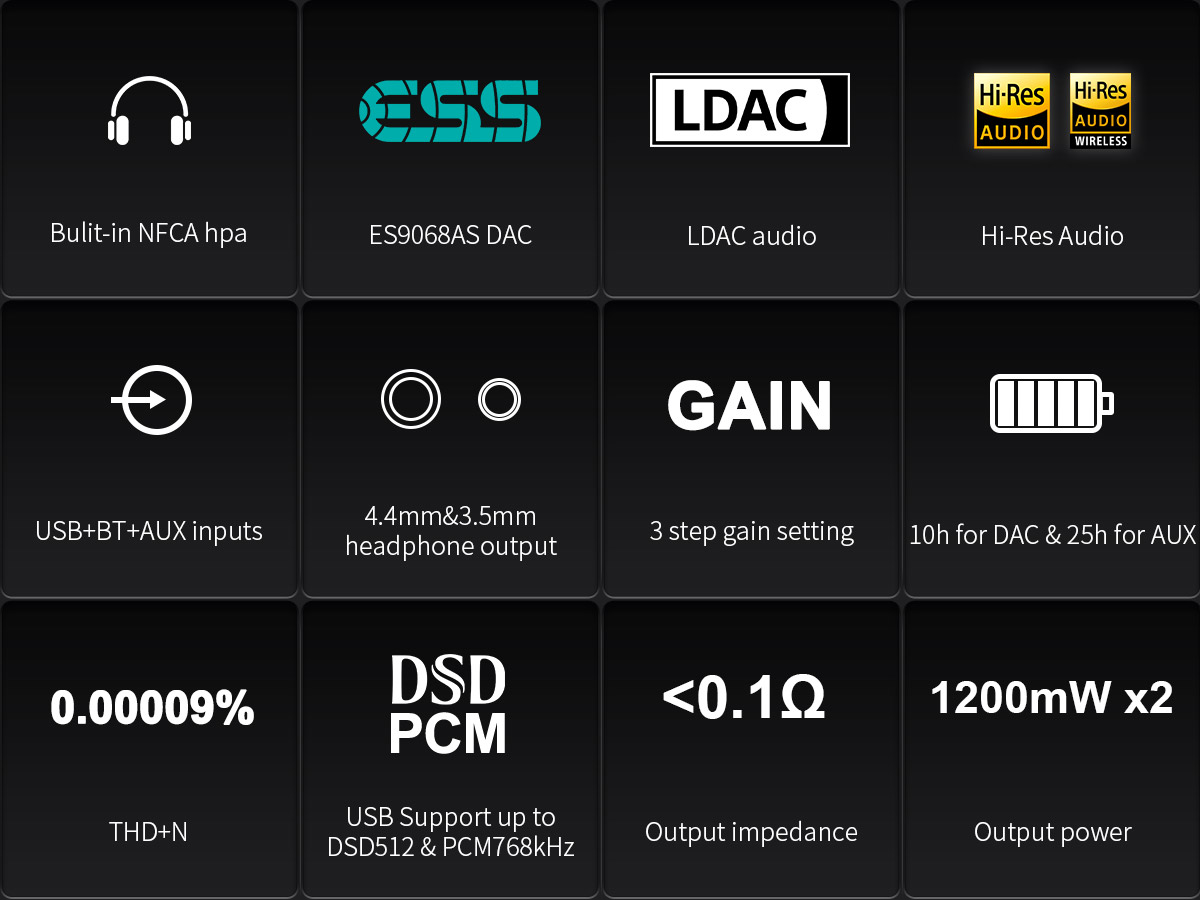 ESS
LDAC
Hi-Res
AUDIO
Hi-Res
AUDIO
WIRELESS
Bulit-in NFCA hpa
ES9068AS DAC
LDAC audio
Hi-Res Audio
GAIN
USB+BT+AUX inputs
4.4mm&3.5mm
headphone output
3 step gain setting
10h for DAC & 25h for AUX
0.00009%
DSD
PCM
<0.1Ω
1200mW x2
THD+N
USB Support up to
DSD512 & PCM768kHz
Output impedance
Output power